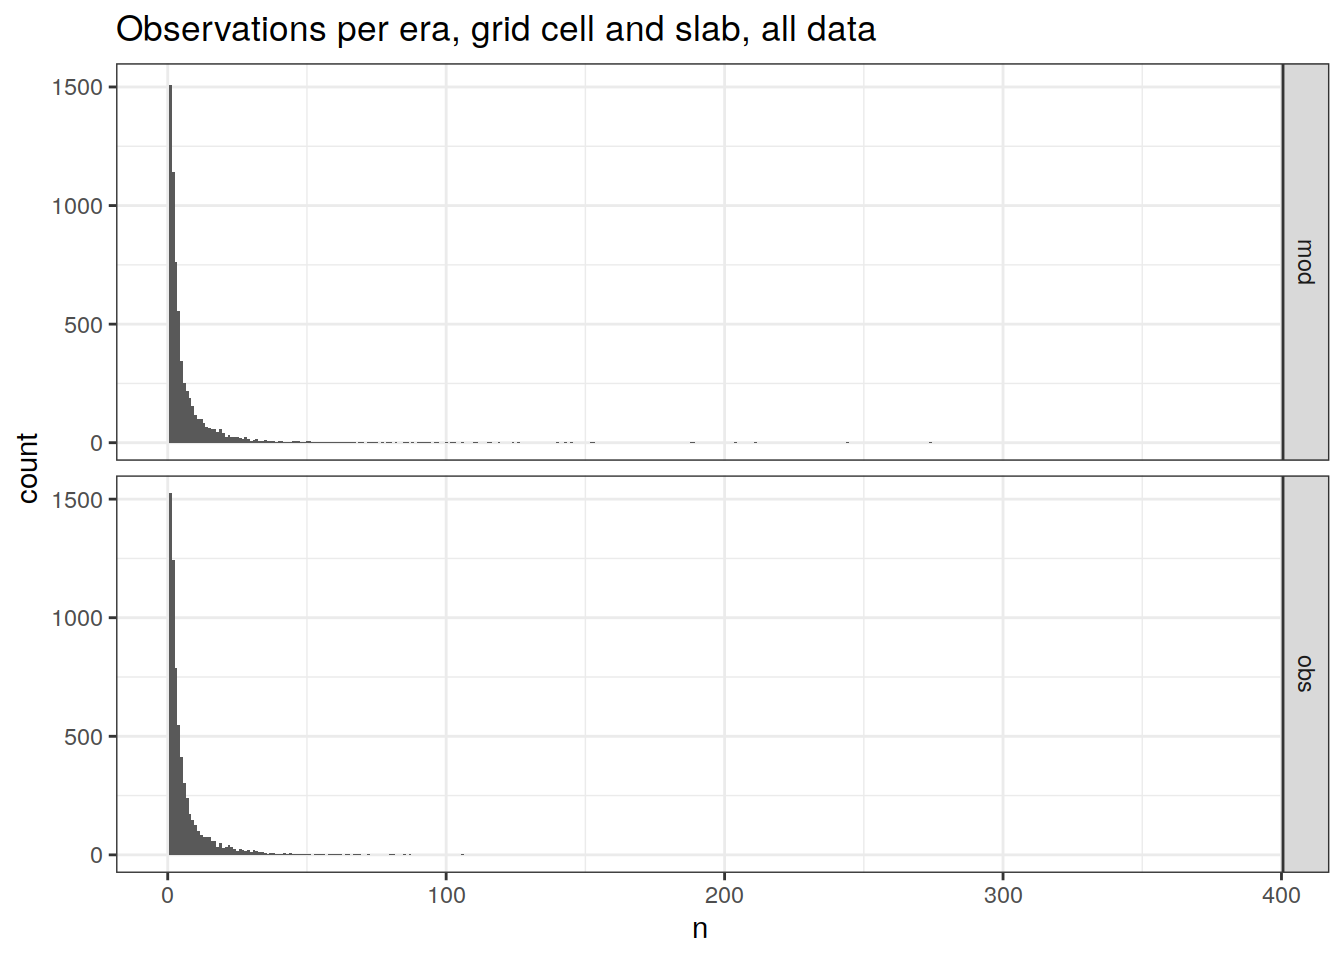 Observations per era, grid cell and slab, all data
1500
1000
500
0
mod
count
1500
1000
500
0
obs
0 100 200 300 400
n